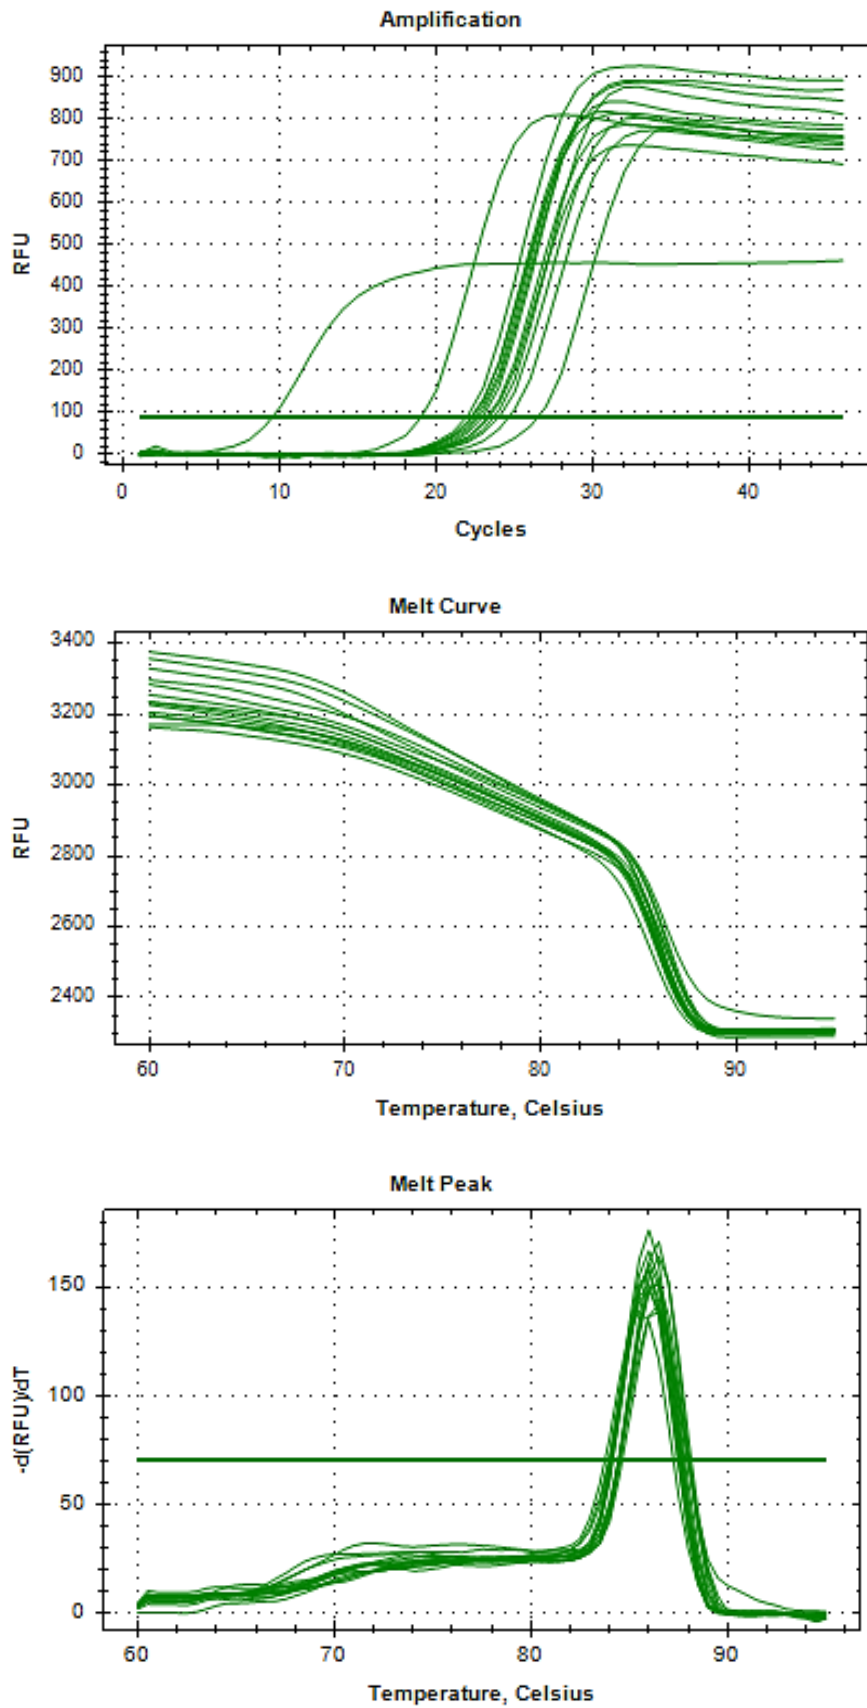 Amplification
900
800
700
600
500
400
300
200
100
0
RFU
0 10 20 30 40
Cycles
Melt Curve
3400
3200
3000
2800
2600
2400
RFU
60 70 80 90
Temperature, Celsius
Melt Peak
150
100
50
0
-d(RFU)/dT
60 70 80 90
Temperature, Celsius